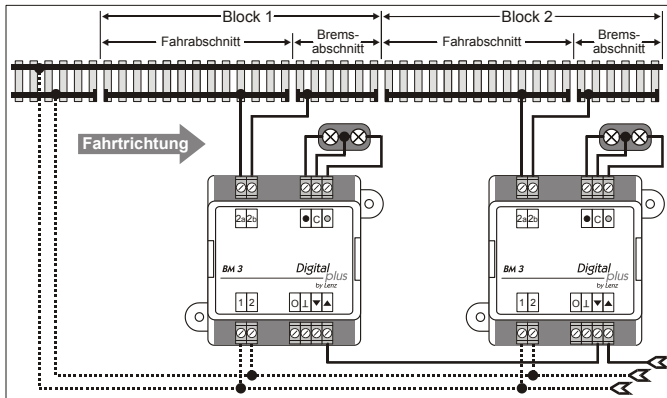 Block 1
Block 2
Fahrabschnitt
Brems-
abschnitt
Fahrabschnitt
Brems-
abschnitt
Fahrtrichtung
2a 2b
C
BM 3
Digital
plus
by Lenz
1 2
O ⊥ ▼ ▲
2a 2b
C
BM 3
Digital
plus
by Lenz
1 2
O ⊥ ▼ ▲